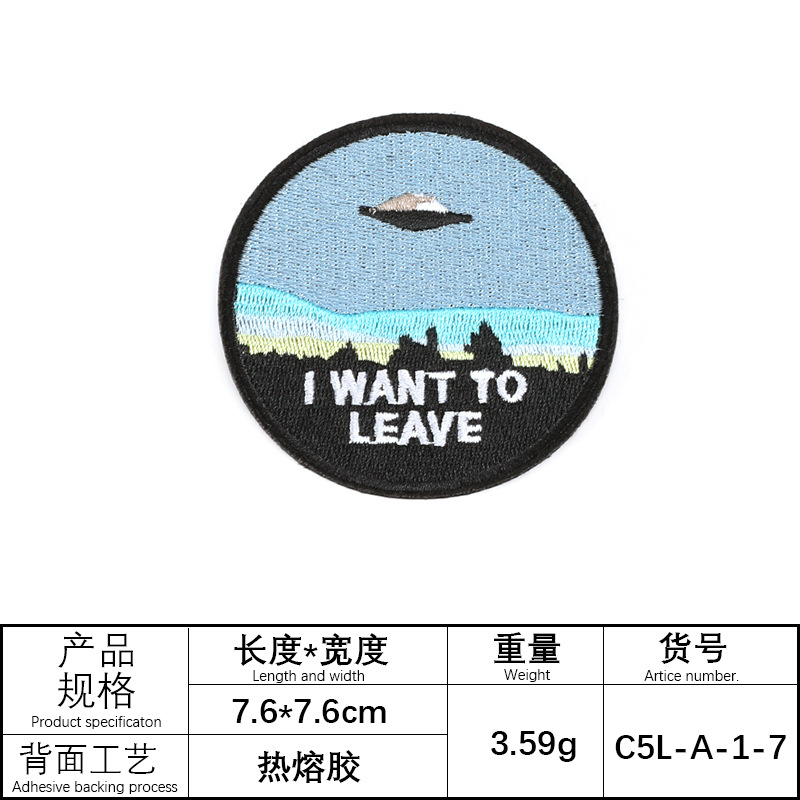 I WANT TO
LEAVE
产品
规格
Product specificaton
长度*宽度
Length and width
重量
Weight
货号
Artice number.
7.6*7.6cm
3.59g
C5L-A-1-7
背面工艺
Adhesive backing process
热熔胶